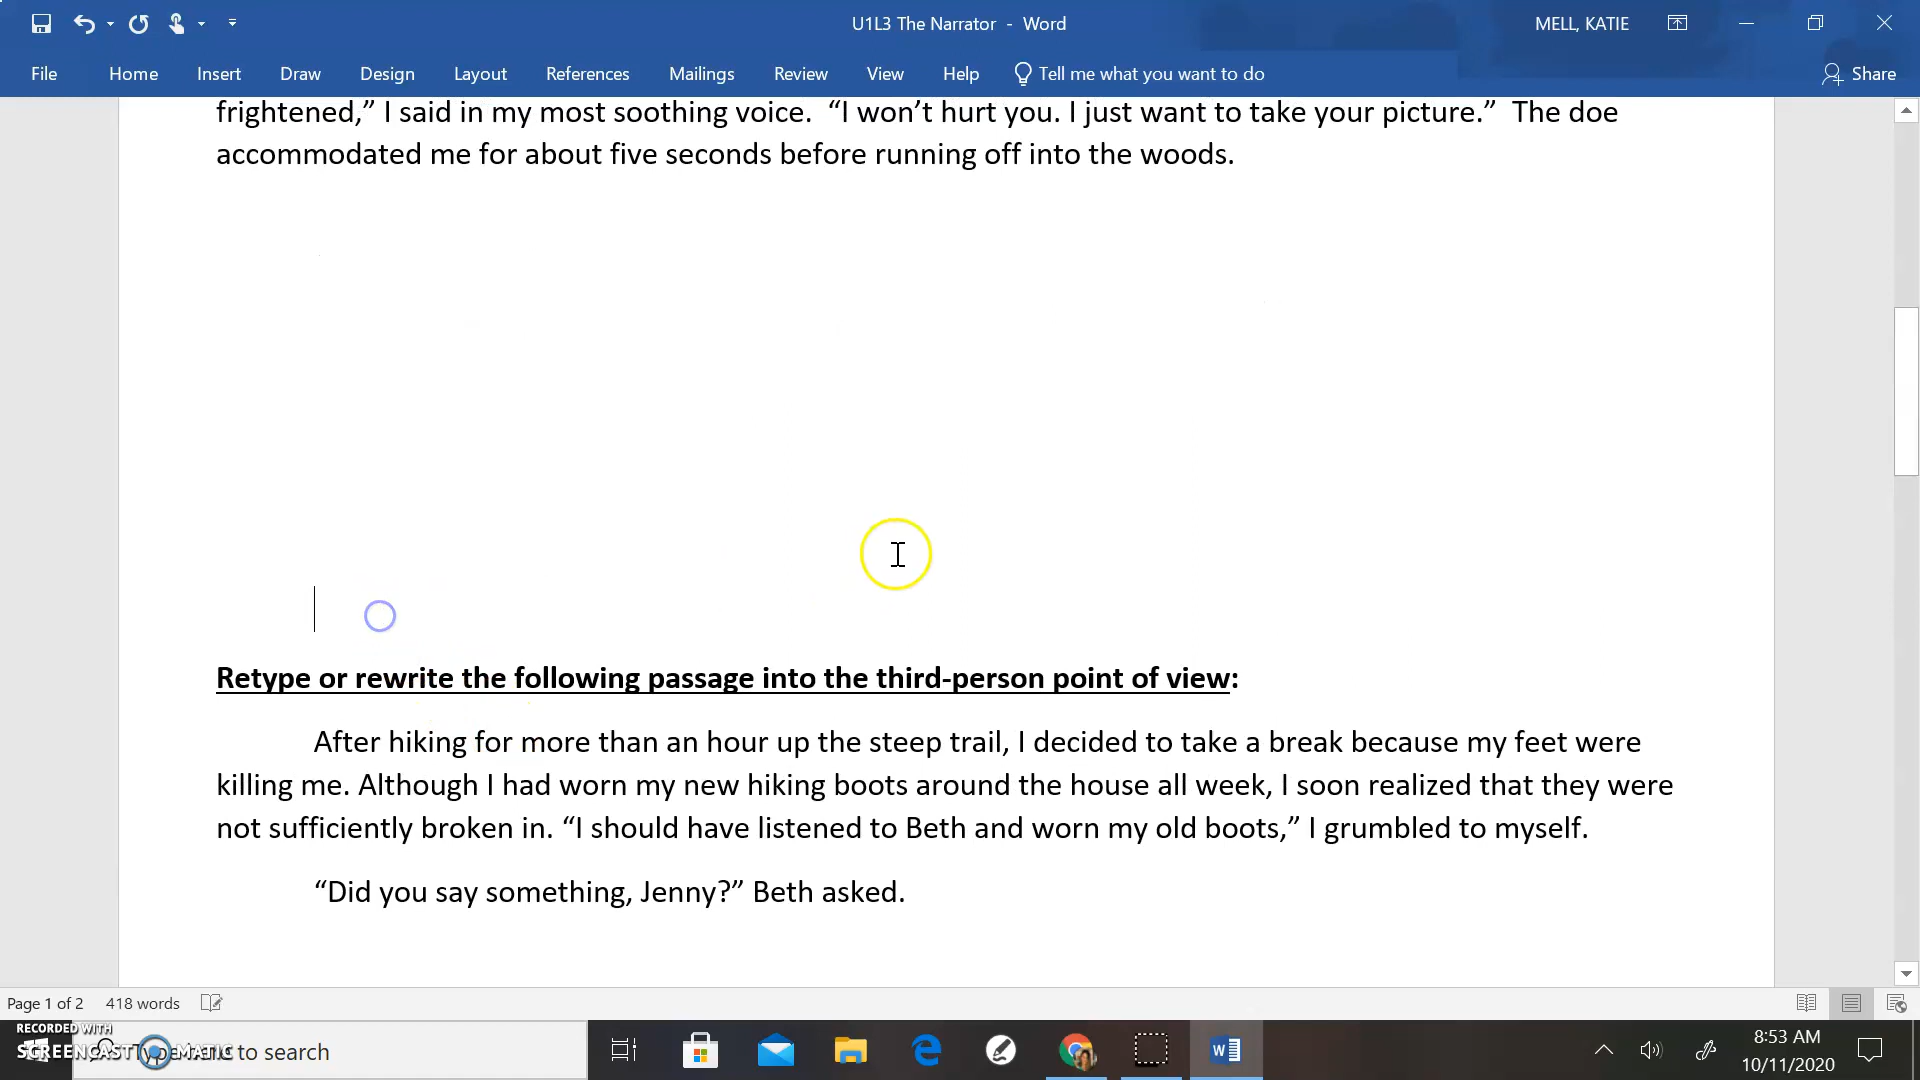 U1L3 The Narrator - Word
MELL, KATIE
File Home Insert Draw Design Layout References Mailings Review View Help Tell me what you want to do Share
frightened,” I said in my most soothing voice.  “I won’t hurt you. I just want to take your picture.”  The doe
accommodated me for about five seconds before running off into the woods.
Retype or rewrite the following passage into the third-person point of view:
After hiking for more than an hour up the steep trail, I decided to take a break because my feet were
killing me. Although I had worn my new hiking boots around the house all week, I soon realized that they were
not sufficiently broken in. “I should have listened to Beth and worn my old boots,” I grumbled to myself.
“Did you say something, Jenny?” Beth asked.
Page 1 of 2 418 words
RECORDED WITH
SCREENCAST MATIC
to search
8:53 AM
10/11/2020